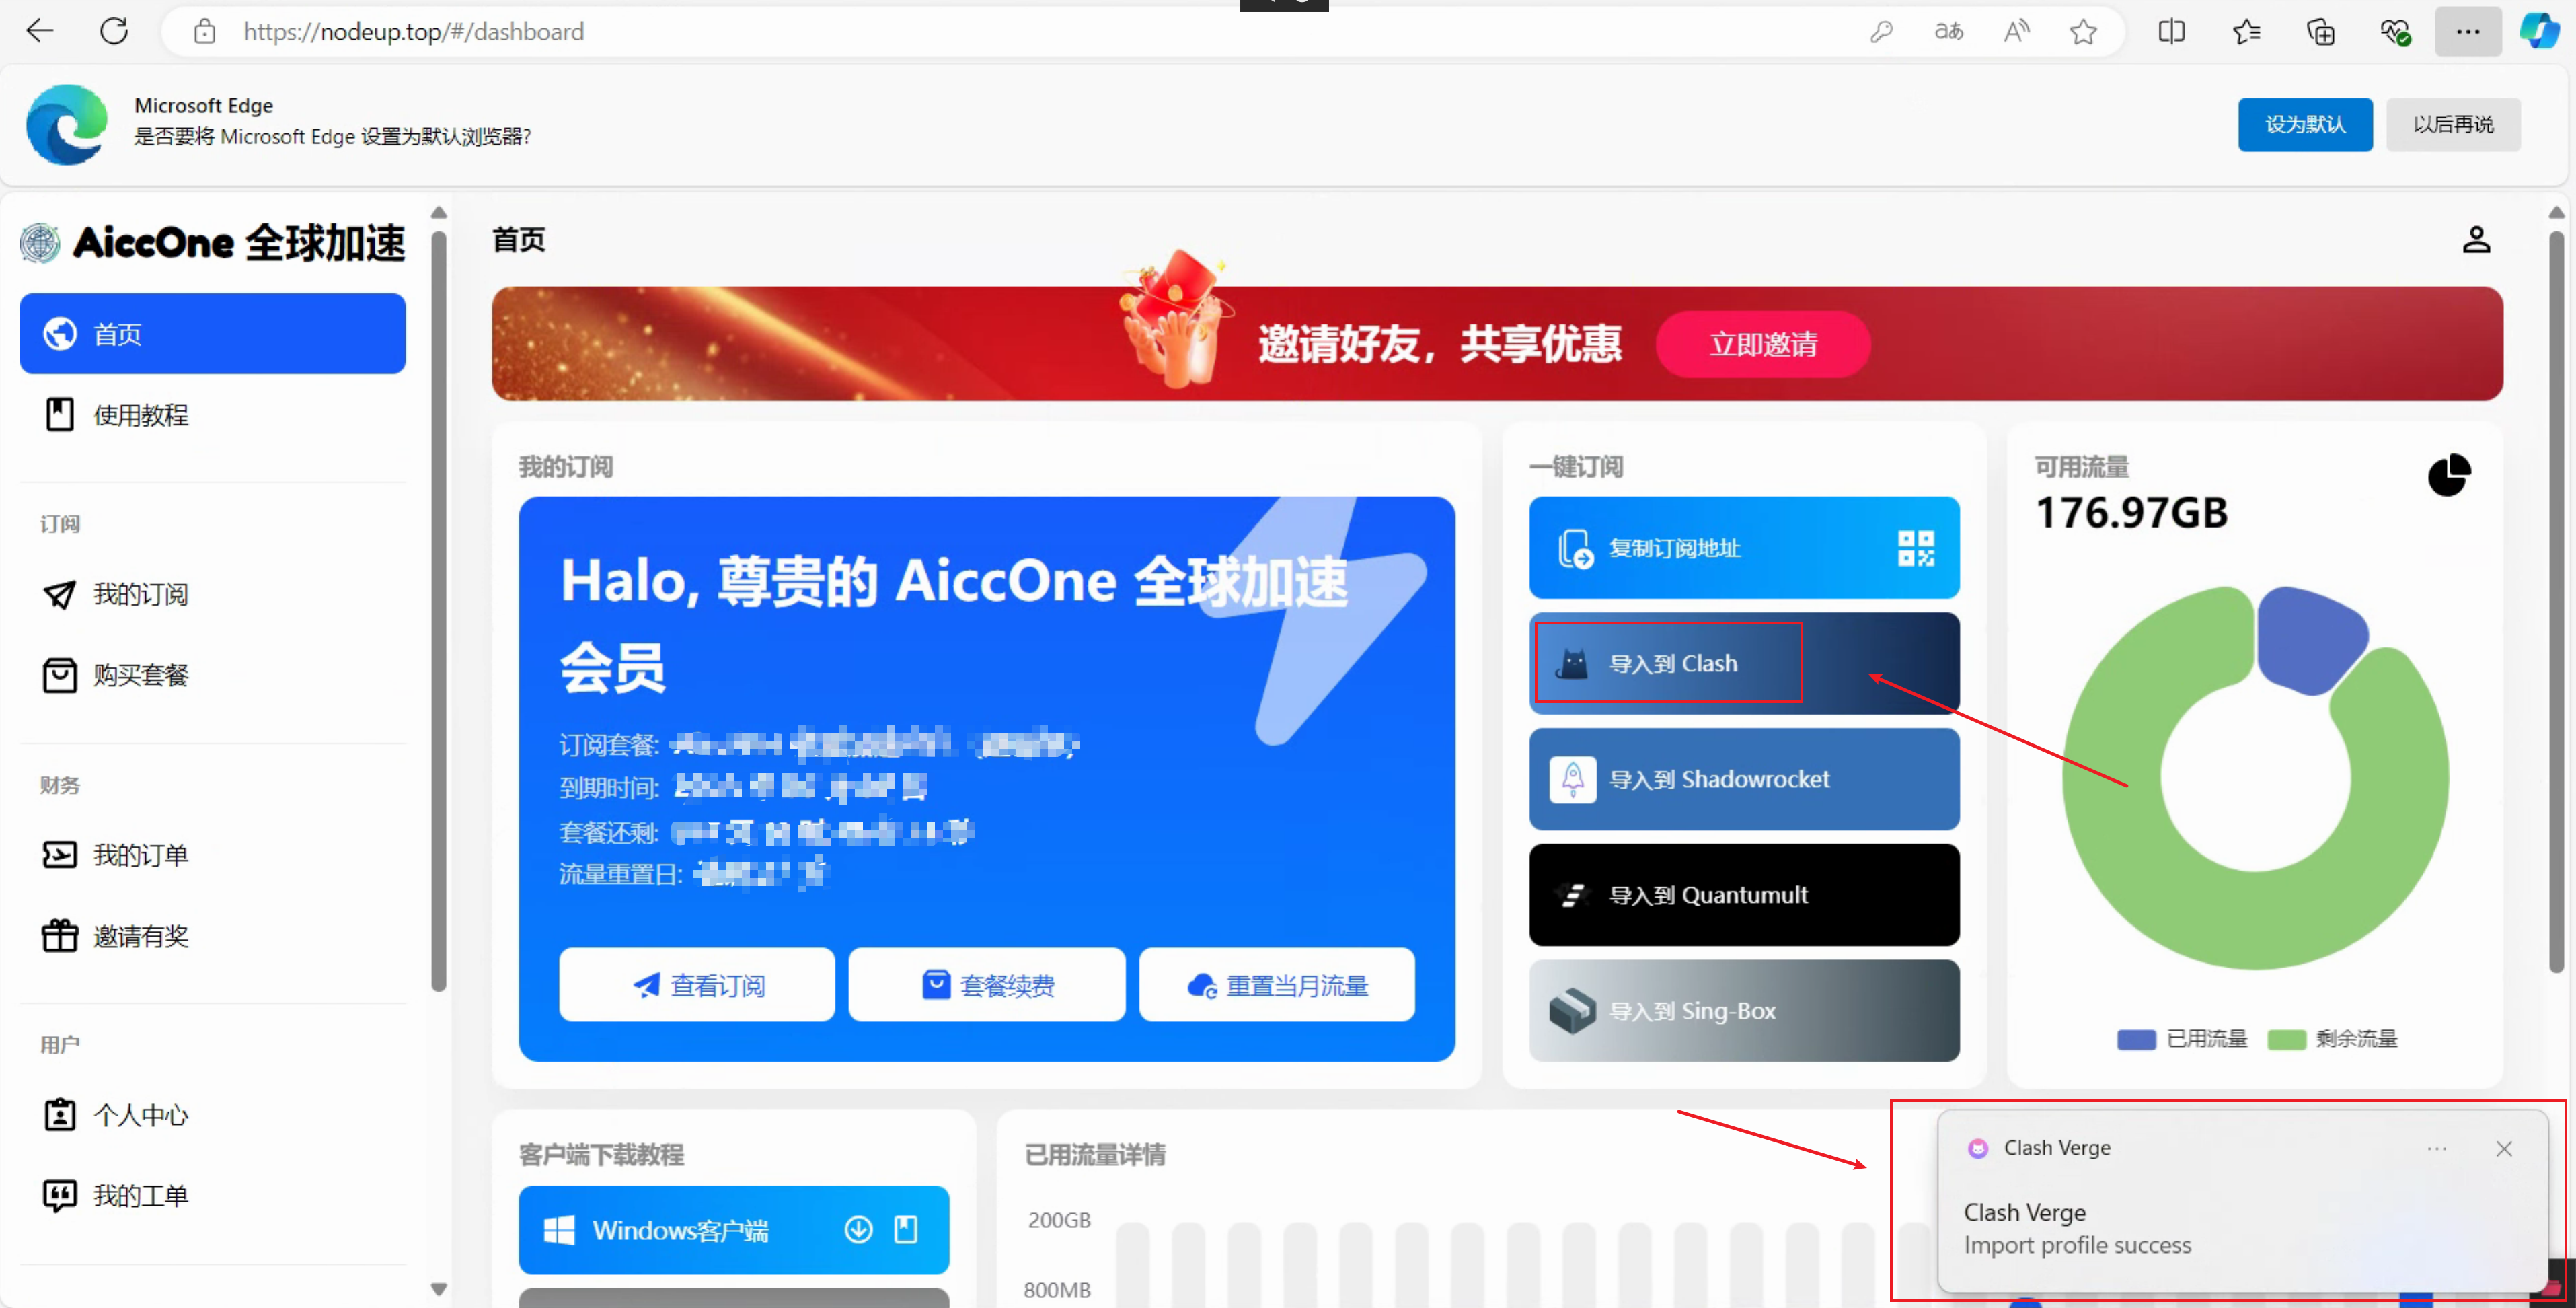 https://nodeup.top/#/dashboard
Microsoft Edge
是否要将 Microsoft Edge 设置为默认浏览器?
设为默认
以后再说
AiccOne 全球加速
首页
使用教程
订阅
我的订阅
购买套餐
财务
我的订单
邀请有奖
用户
个人中心
我的工单
首页
邀请好友，共享优惠
立即邀请
我的订阅
Halo, 尊贵的 AiccOne 全球加速
会员
订阅套餐:
到期时间:
套餐还剩:
流量重置日:
查看订阅
套餐续费
重置当月流量
一键订阅
复制订阅地址
导入到 Clash
导入到 Shadowrocket
导入到 Quantumult
导入到 Sing-Box
可用流量
176.97GB
已用流量
剩余流量
客户端下载教程
Windows客户端
已用流量详情
200GB
800MB
Clash Verge
Clash Verge
Import profile success